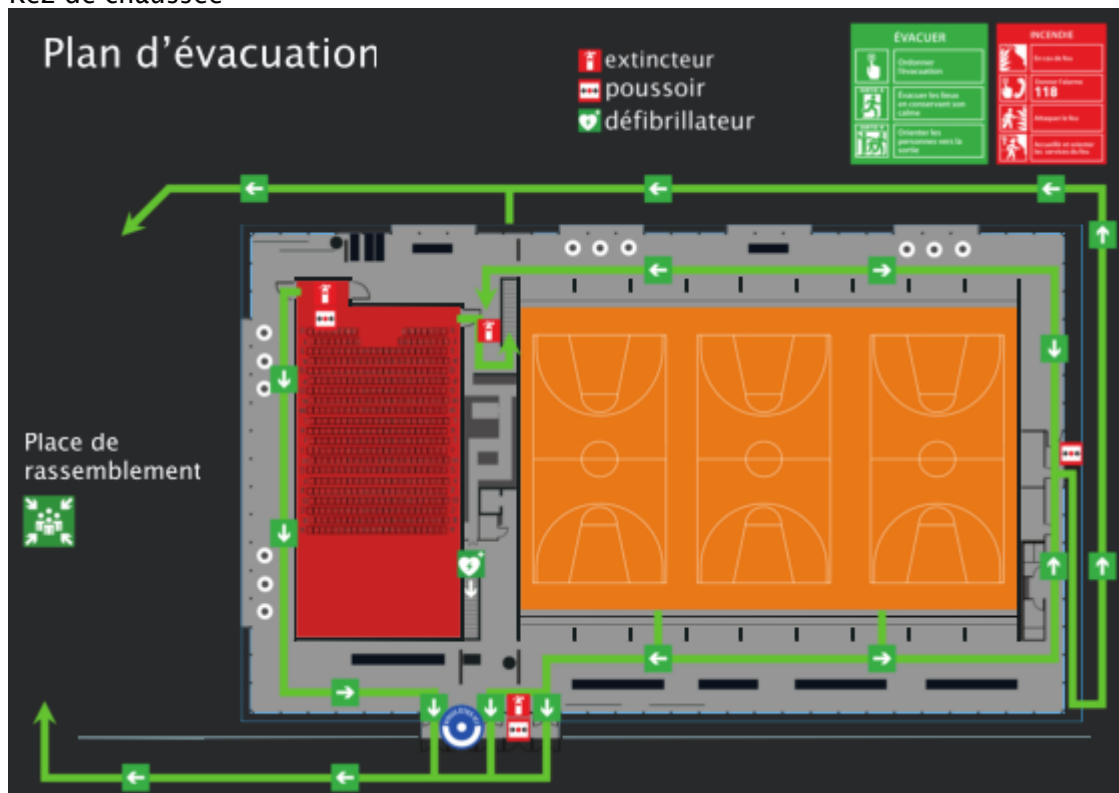 Rez de chaussée
Plan d'évacuation
extincteur
poussoir
défibrillateur
ÉVACUER
Ordonner
l'évacuation
Évacuer les lieux
en conservant son
calme
Orienter les
personnes vers la
sortie
INCENDIE
En cas de feu
Donner l'alarme
118
Attaquer le feu
Accueillir et orienter
les services du feu
Place de
rassemblement